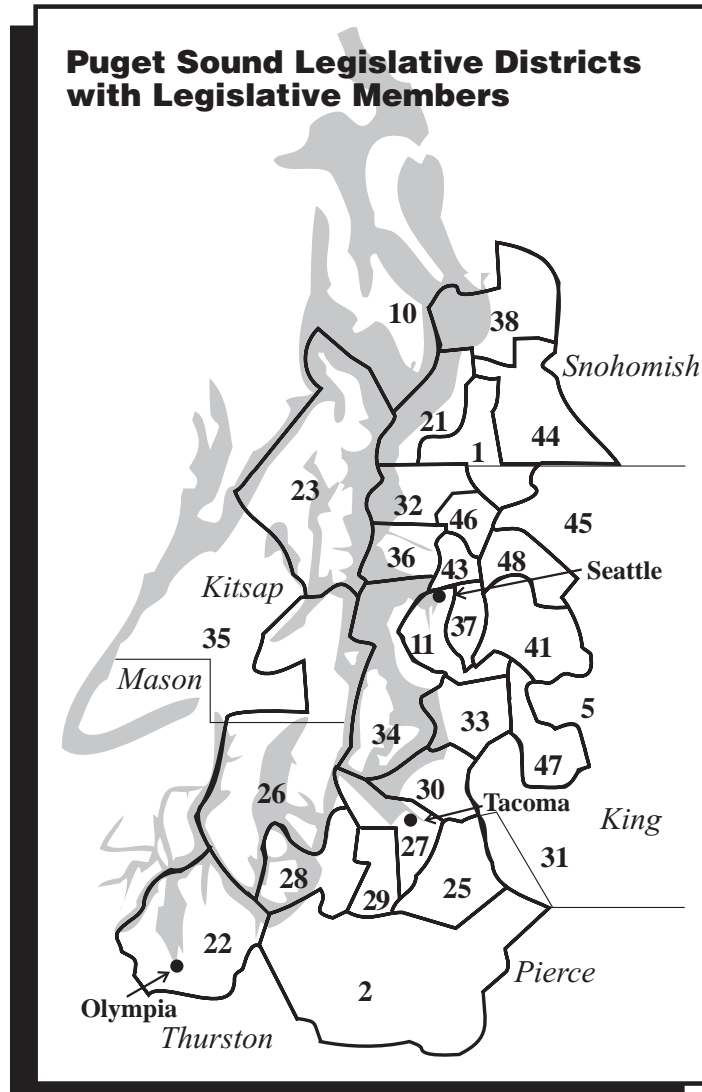 Puget Sound Legislative Districts
with Legislative Members
10
38
Snohomish
21
44
1
23
32
46
45
36
43
48
Seattle
Kitsap
35
11
37
41
Mason
5
33
34
47
26
30
Tacoma
King
27
31
28
25
29
22
Pierce
2
Olympia
Thurston